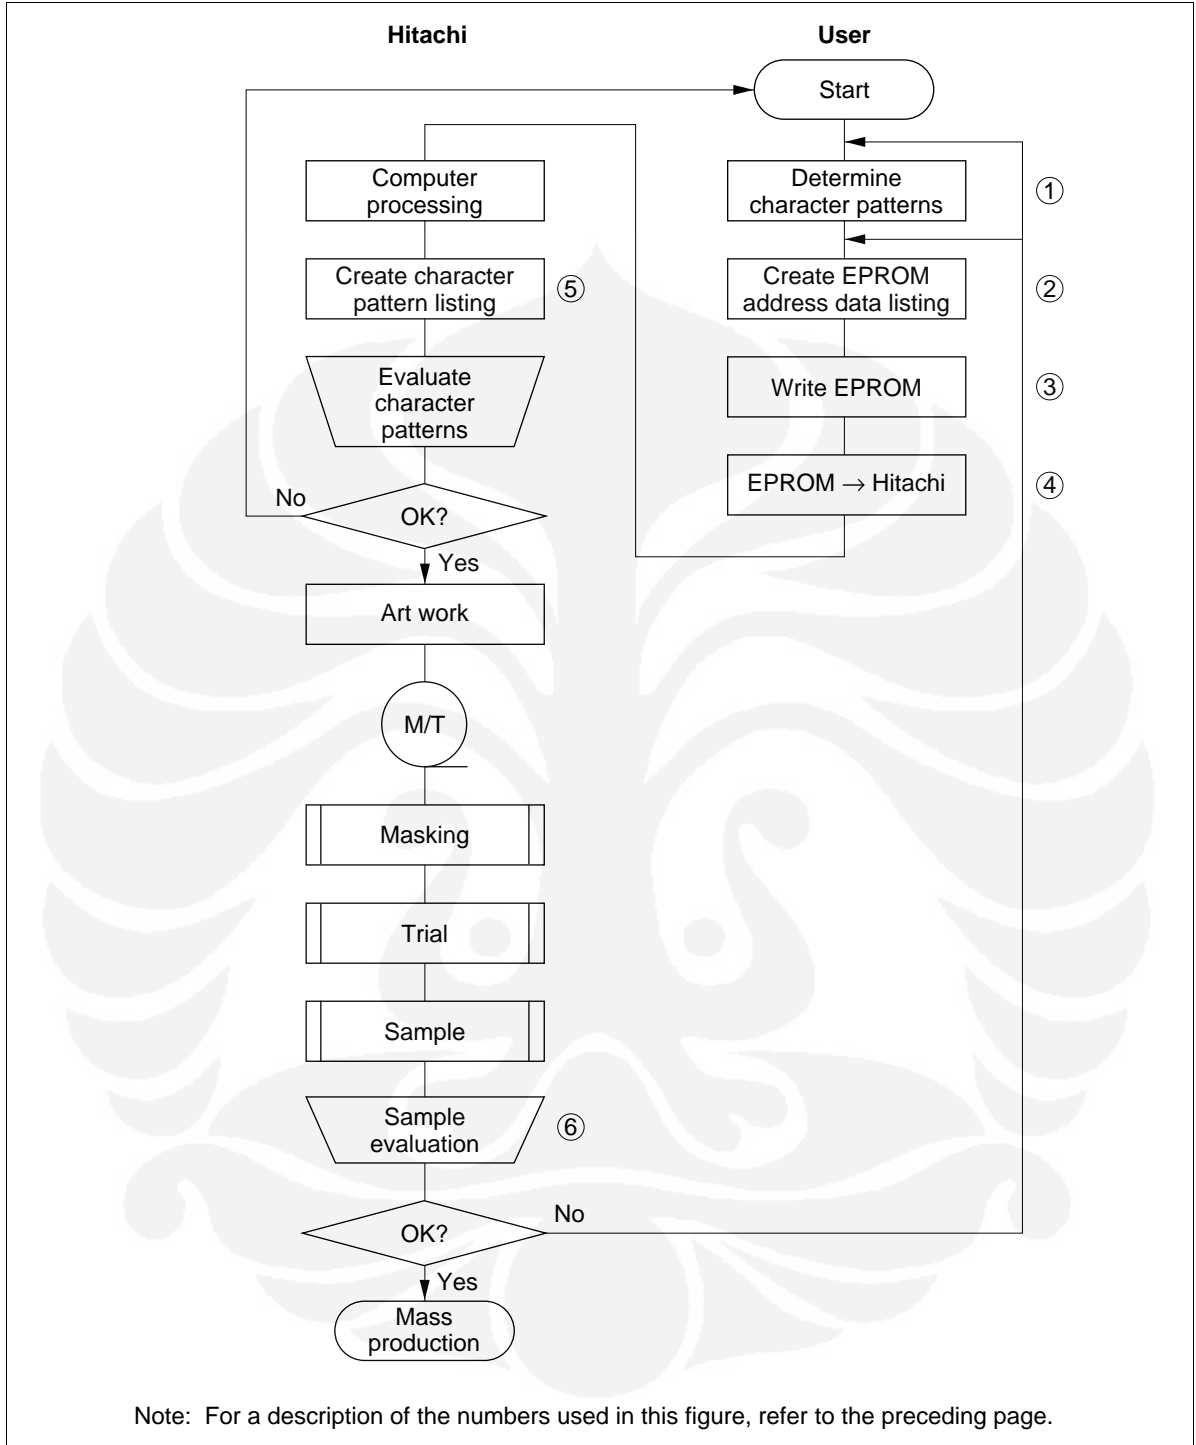 Hitachi
User
Start
Determine
character patterns
①
Create EPROM
address data listing
②
Write EPROM
③
EPROM → Hitachi
④
Computer
processing
Create character
pattern listing
⑤
Evaluate
character
patterns
No
OK?
Yes
Art work
M/T
Masking
Trial
Sample
Sample
evaluation
⑥
No
OK?
Yes
Mass
production
Note: For a description of the numbers used in this figure, refer to the preceding page.